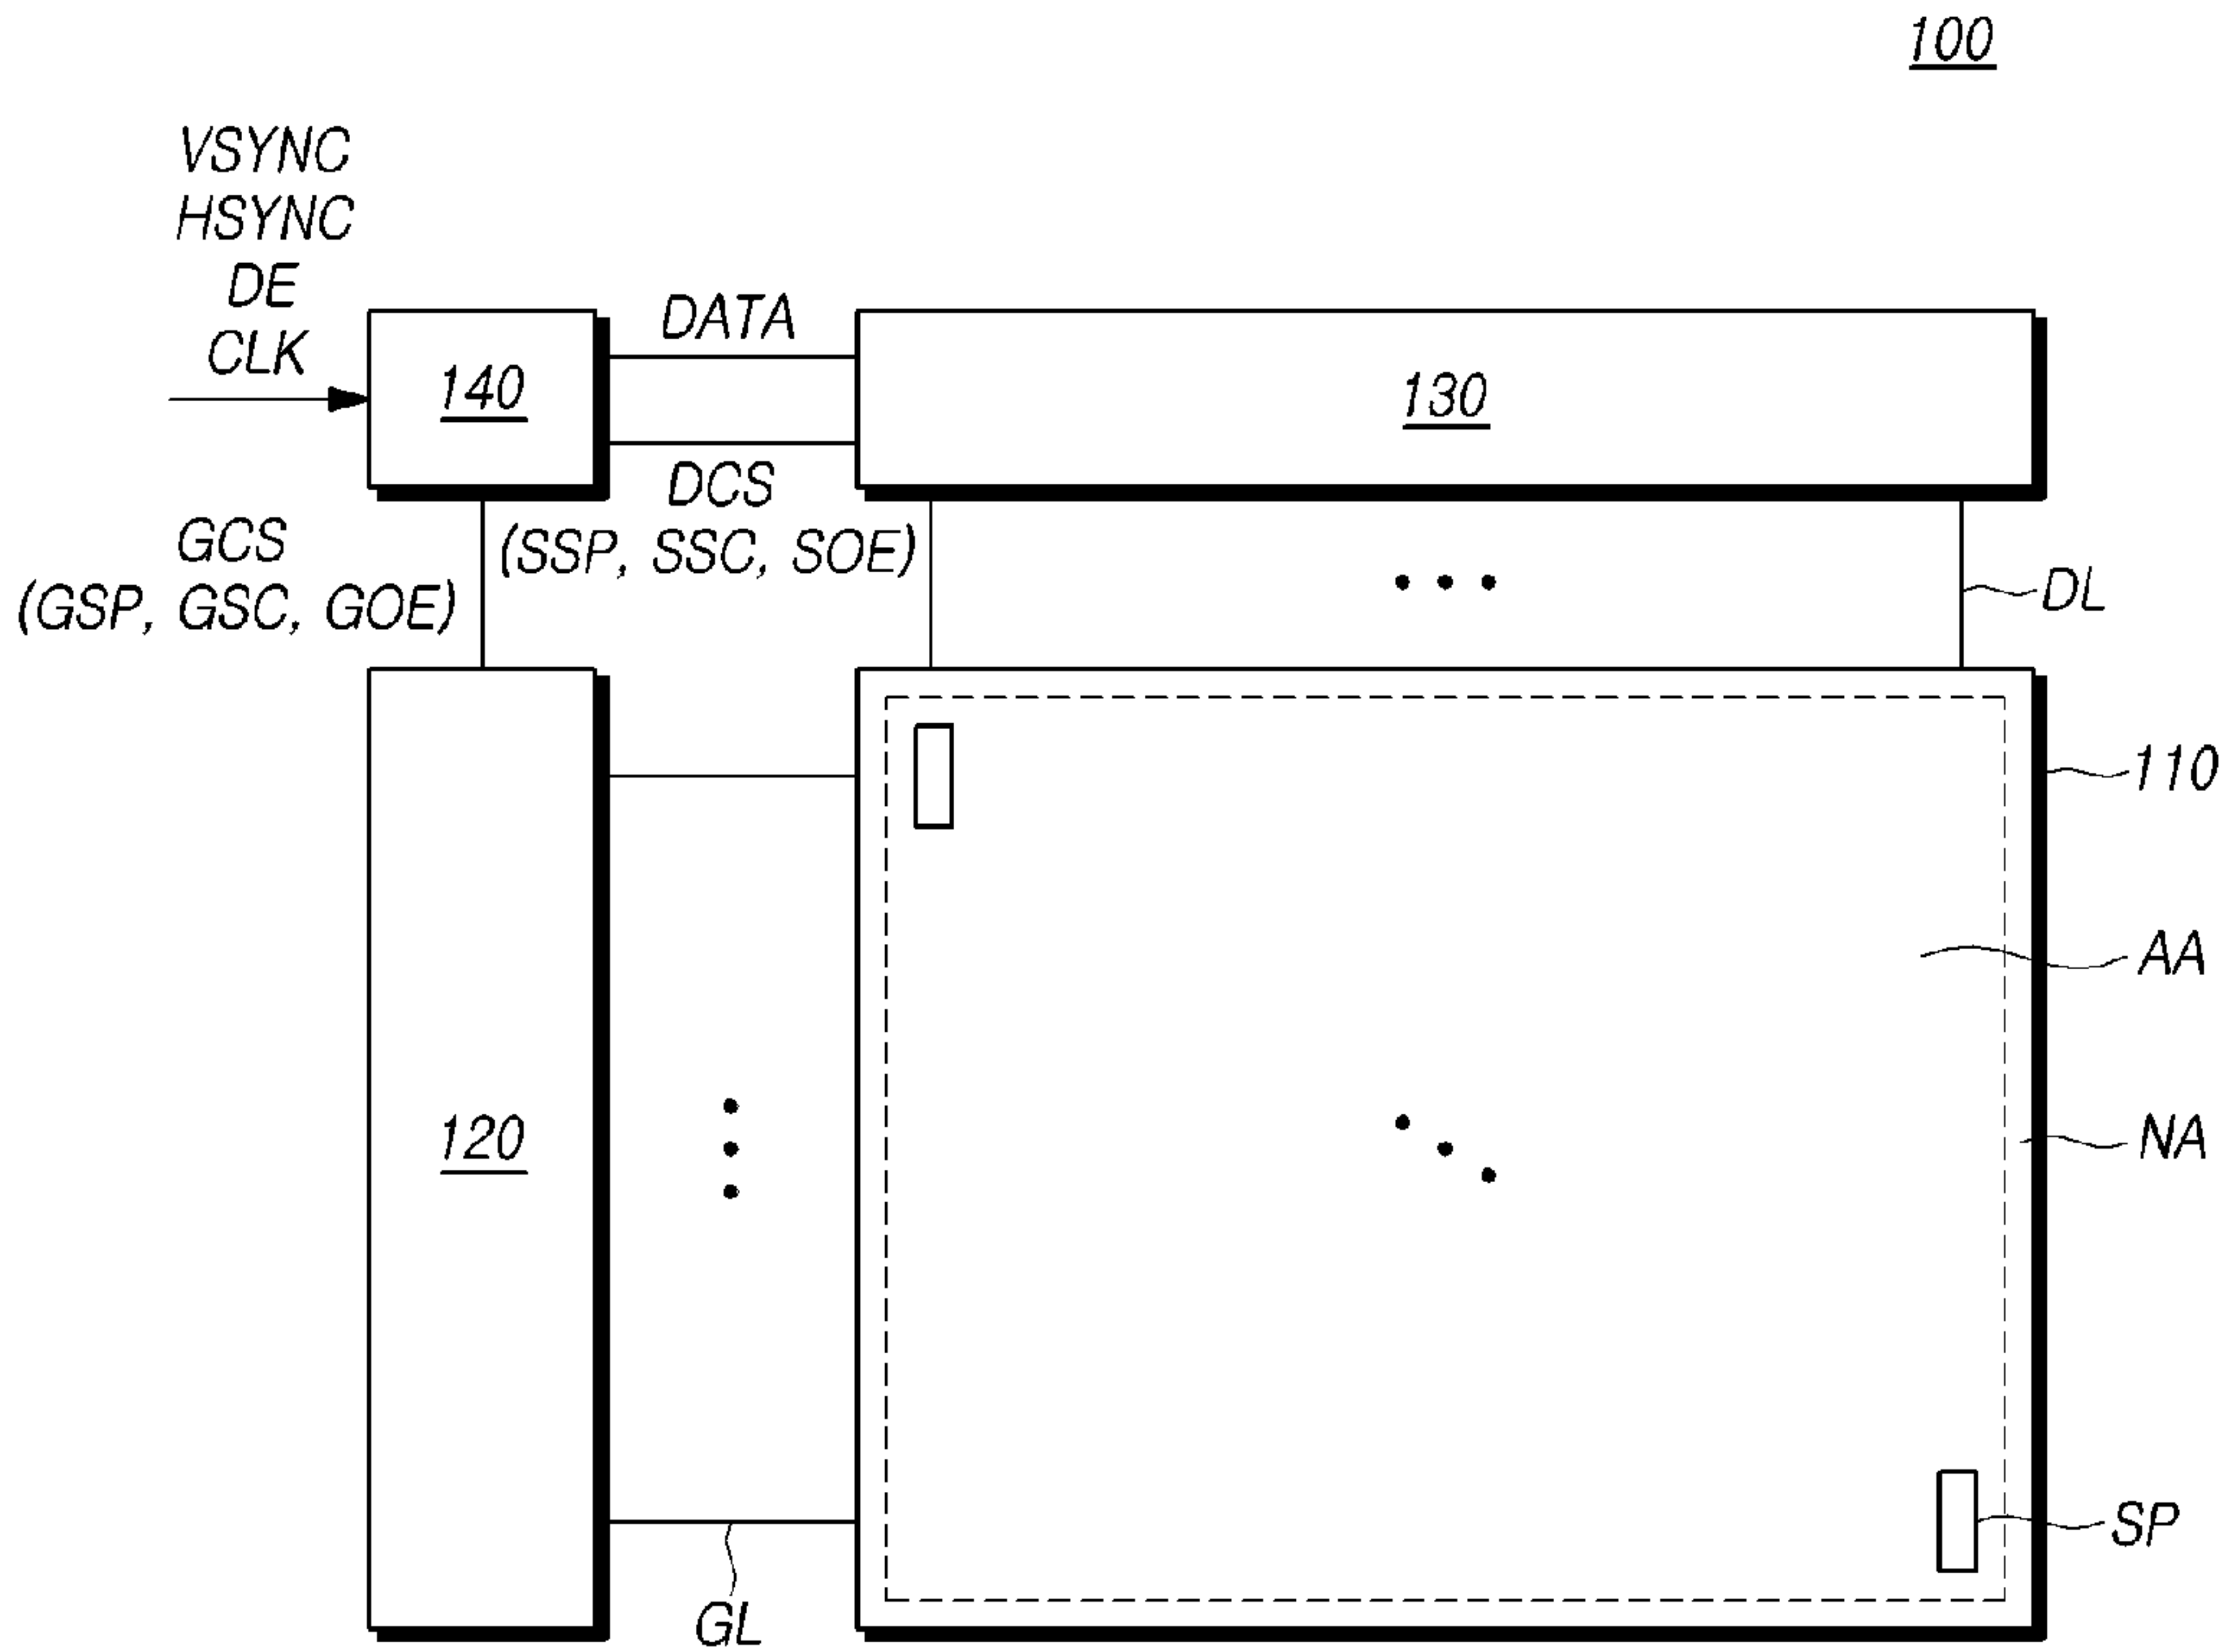 100
VSYNC
HSYNC
DE
CLK
DATA
140
130
DCS
(SSP, SSC, SOE)
GCS
(GSP, GSC, GOE)
DL
110
AA
120
NA
SP
GL